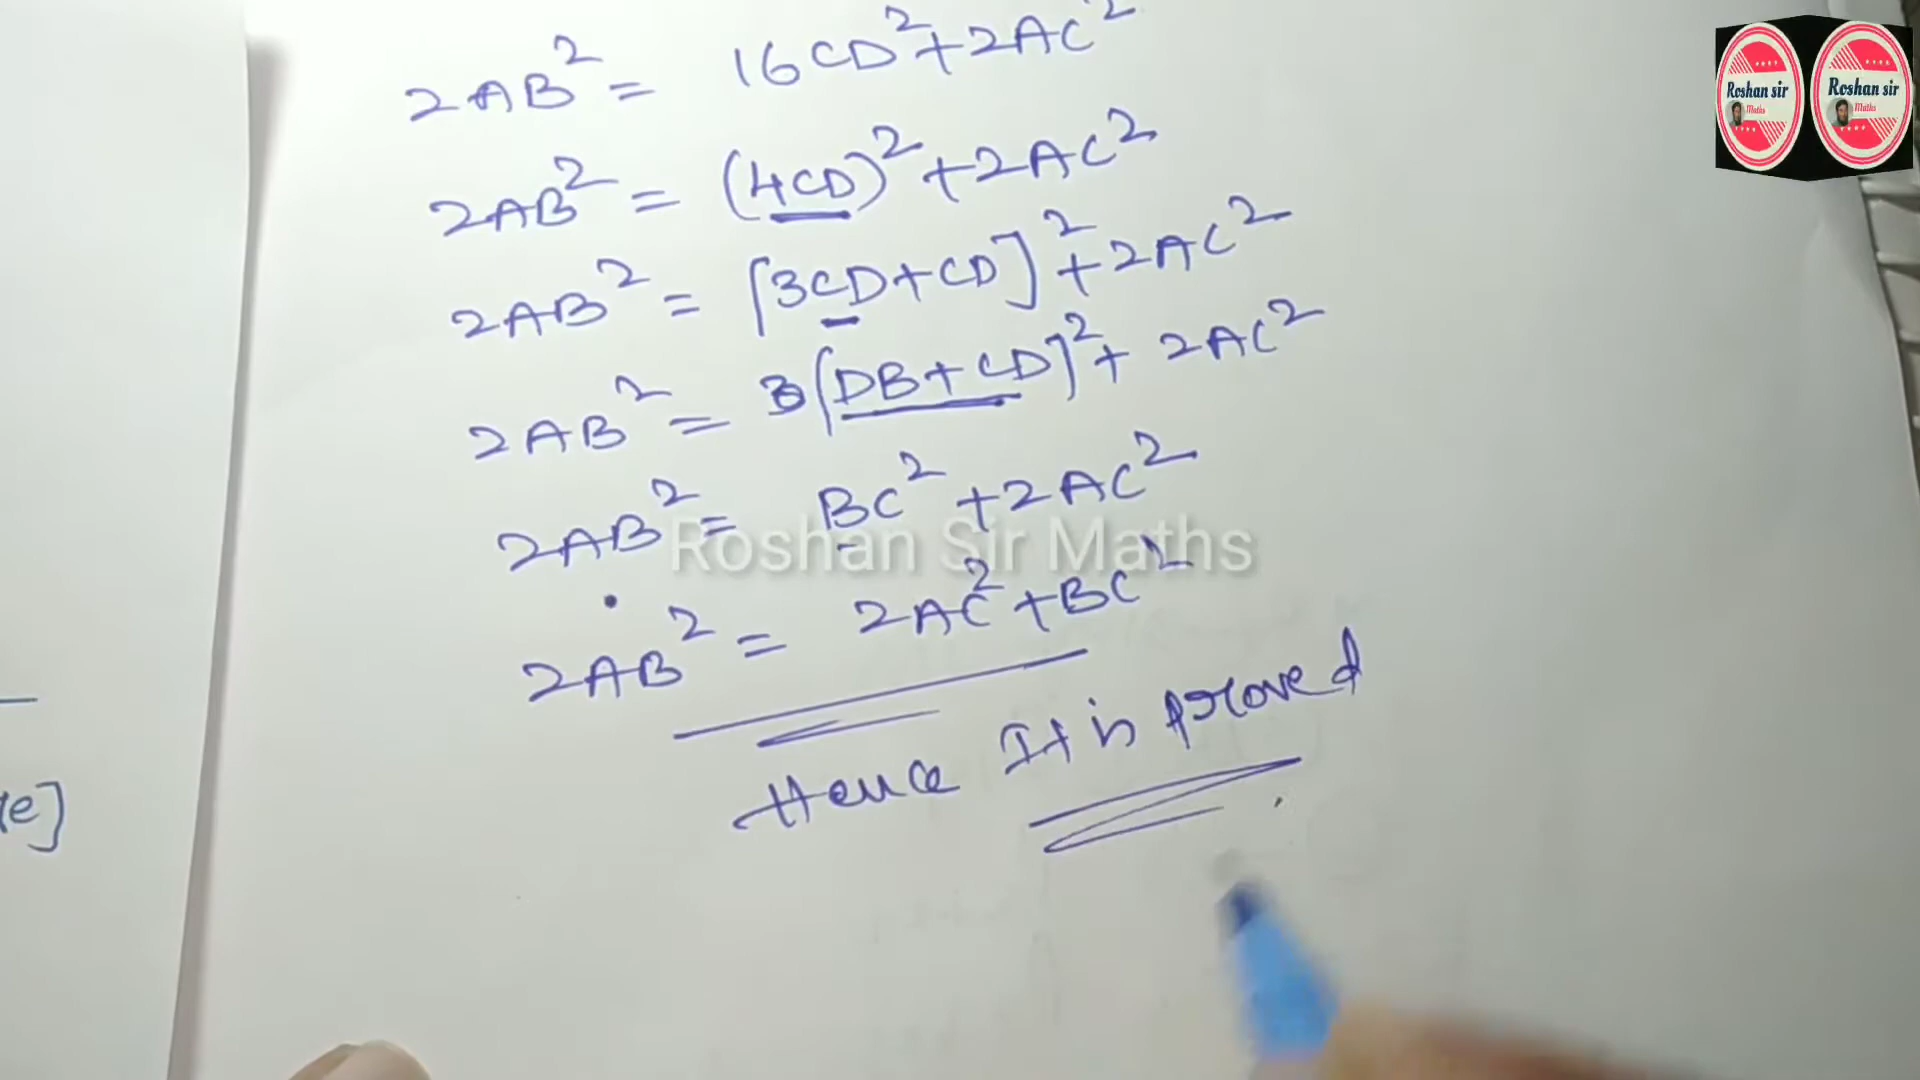 2AB² = 16CD²+2AC²
2AB² = (4CD)²+2AC²
2AB² = [3CD+CD]²+2AC²
2AB² = [DB+CD]²+ 2AC²
2AB² = BC²+2AC²
2AB² = 2AC²+BC²
Hence It is proved
Roshan Sir Maths
Roshan sir
Maths
Roshan sir
Maths